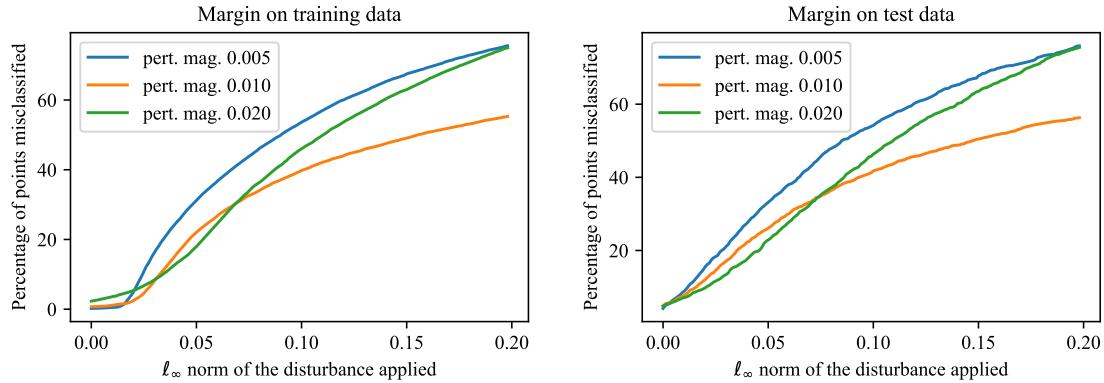 Margin on training data
Percentage of points misclassified
60
40
20
0
pert. mag. 0.005
pert. mag. 0.010
pert. mag. 0.020
0.00 0.05 0.10 0.15 0.20
ℓ∞ norm of the disturbance applied
Margin on test data
Percentage of points misclassified
60
40
20
pert. mag. 0.005
pert. mag. 0.010
pert. mag. 0.020
0.00 0.05 0.10 0.15 0.20
ℓ∞ norm of the disturbance applied